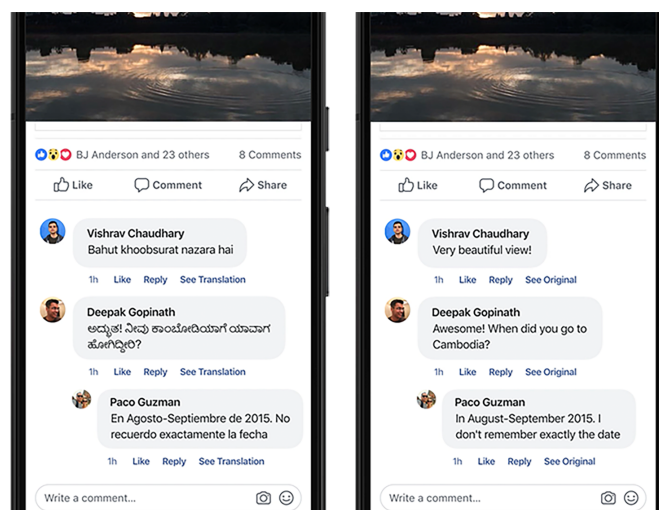 BJ Anderson and 23 others 8 Comments
Like Comment Share
Vishrav Chaudhary
Bahut khoobsurat nazara hai
1h Like Reply See Translation
Deepak Gopinath
ಅದ್ಭುತ! ನೀವು ಕಾಂಬೋಡಿಯಾಗೆ ಯಾವಾಗ
ಹೋಗಿದ್ದೀರಿ?
1h Like Reply See Translation
Paco Guzman
En Agosto-Septiembre de 2015. No
recuerdo exactamente la fecha
1h Like Reply See Translation
Write a comment...
BJ Anderson and 23 others 8 Comments
Like Comment Share
Vishrav Chaudhary
Very beautiful view!
1h Like Reply See Original
Deepak Gopinath
Awesome! When did you go to
Cambodia?
1h Like Reply See Original
Paco Guzman
In August-September 2015. I
don't remember exactly the date
1h Like Reply See Original
Write a comment...